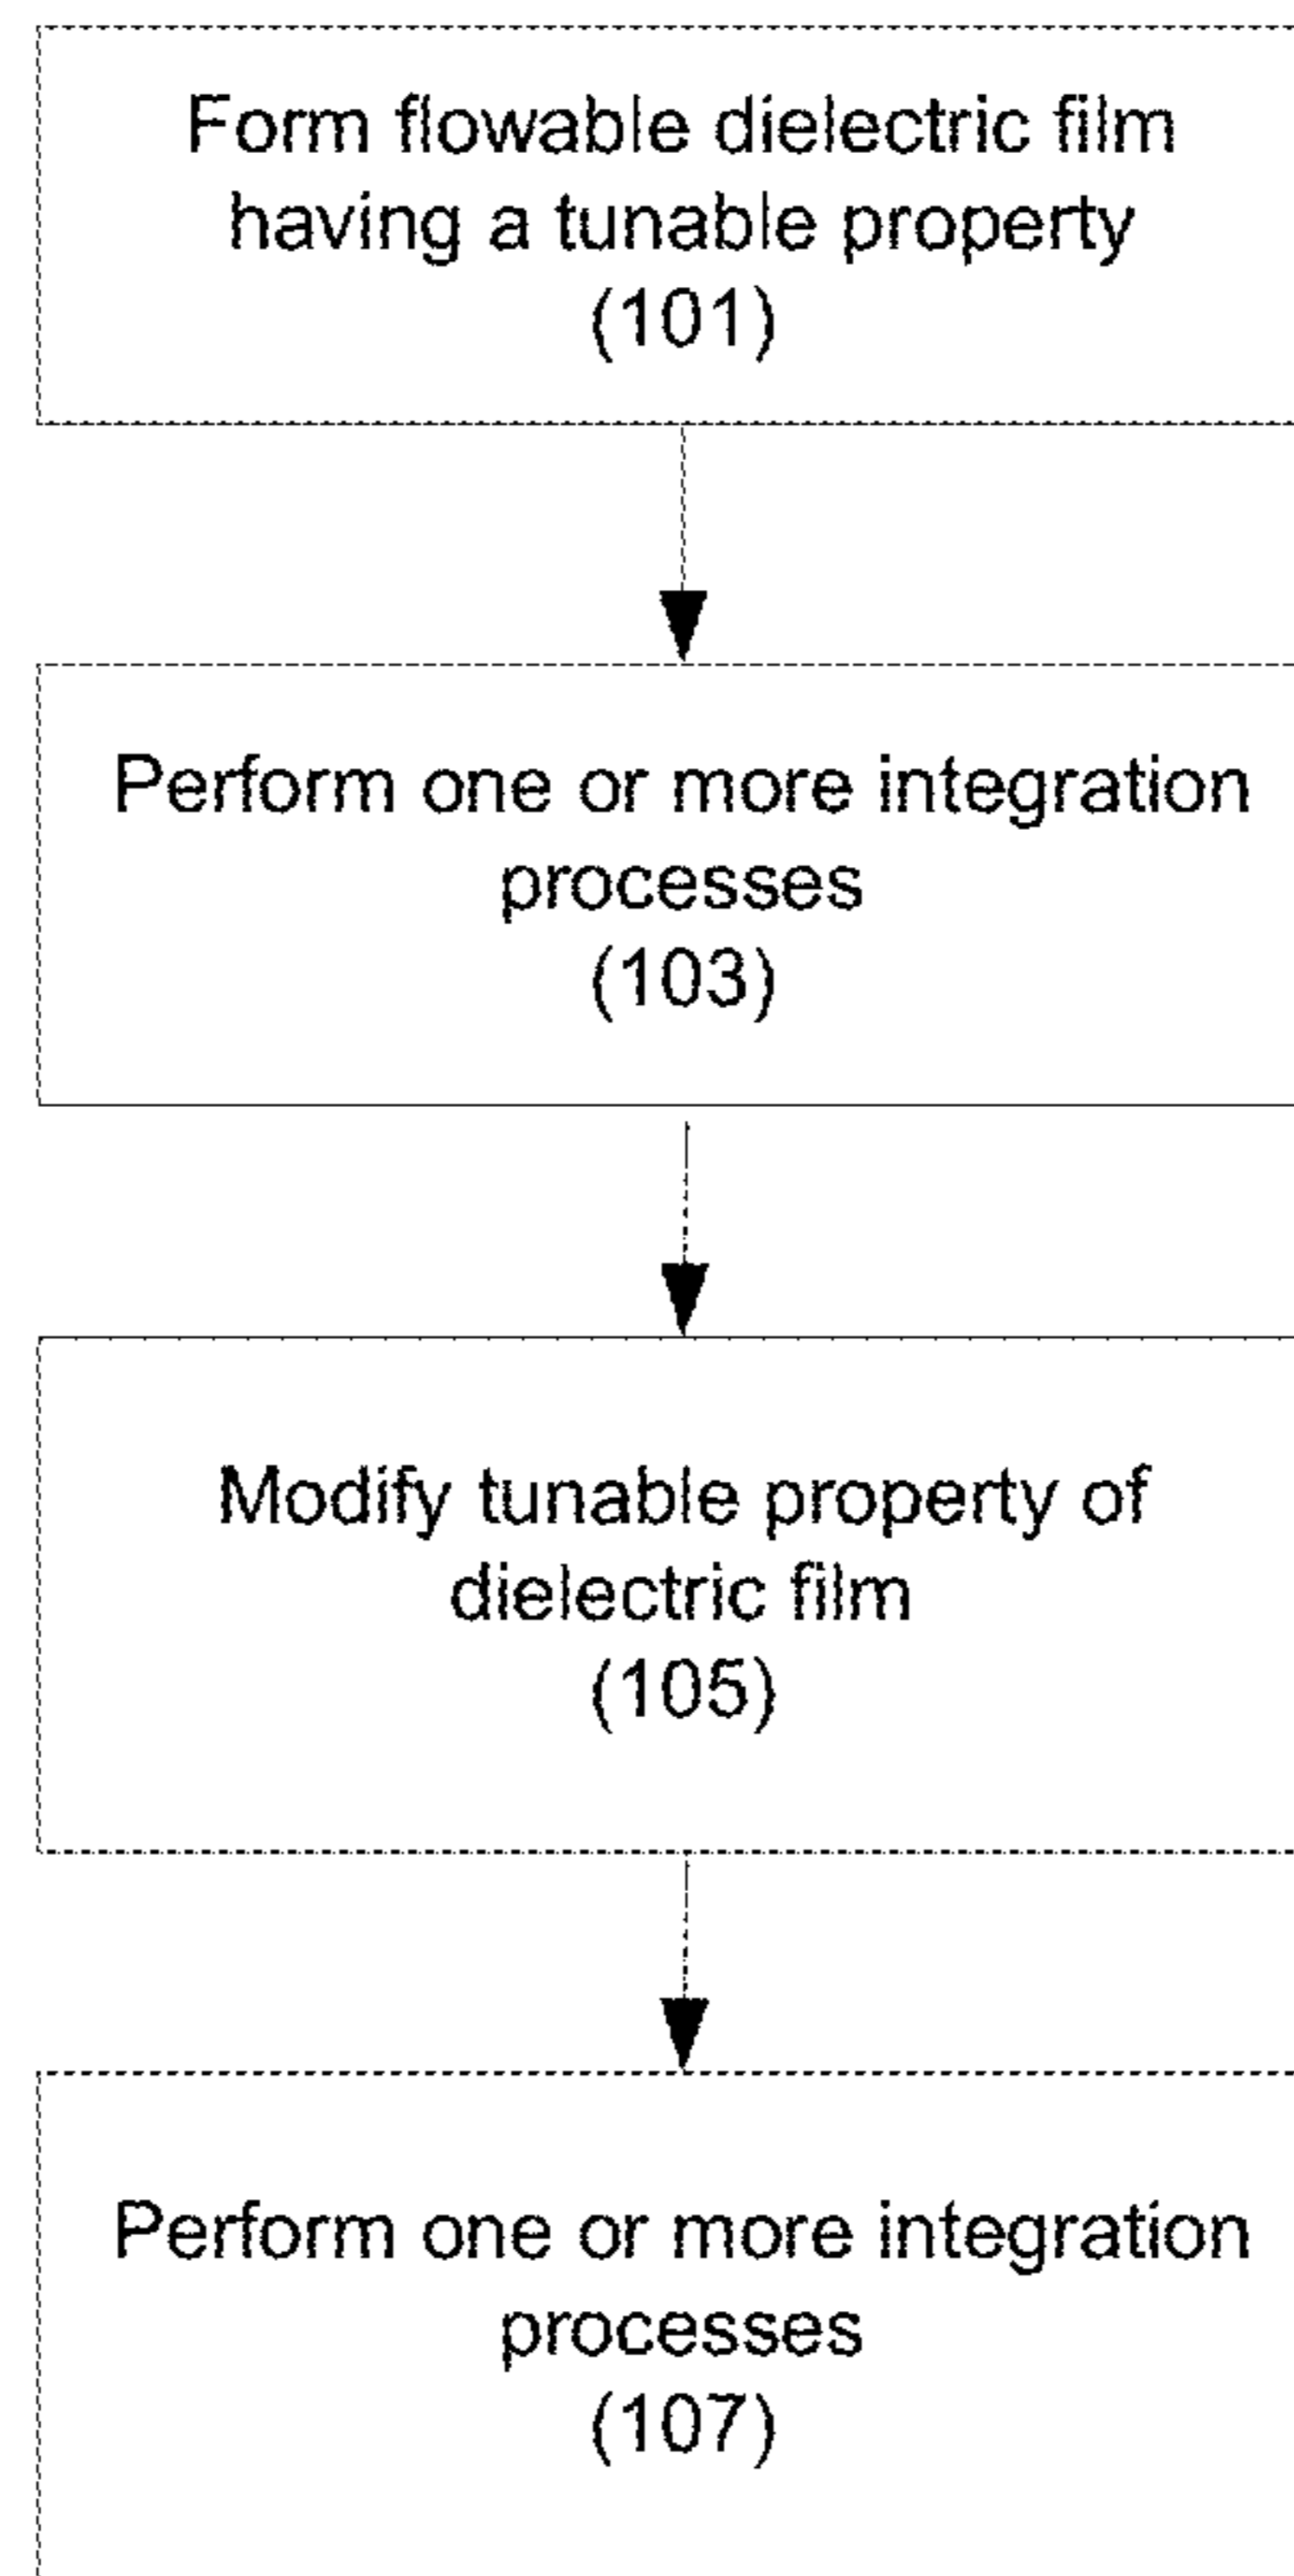 Form flowable dielectric film
having a tunable property
(101)
Perform one or more integration
processes
(103)
Modify tunable property of
dielectric film
(105)
Perform one or more integration
processes
(107)